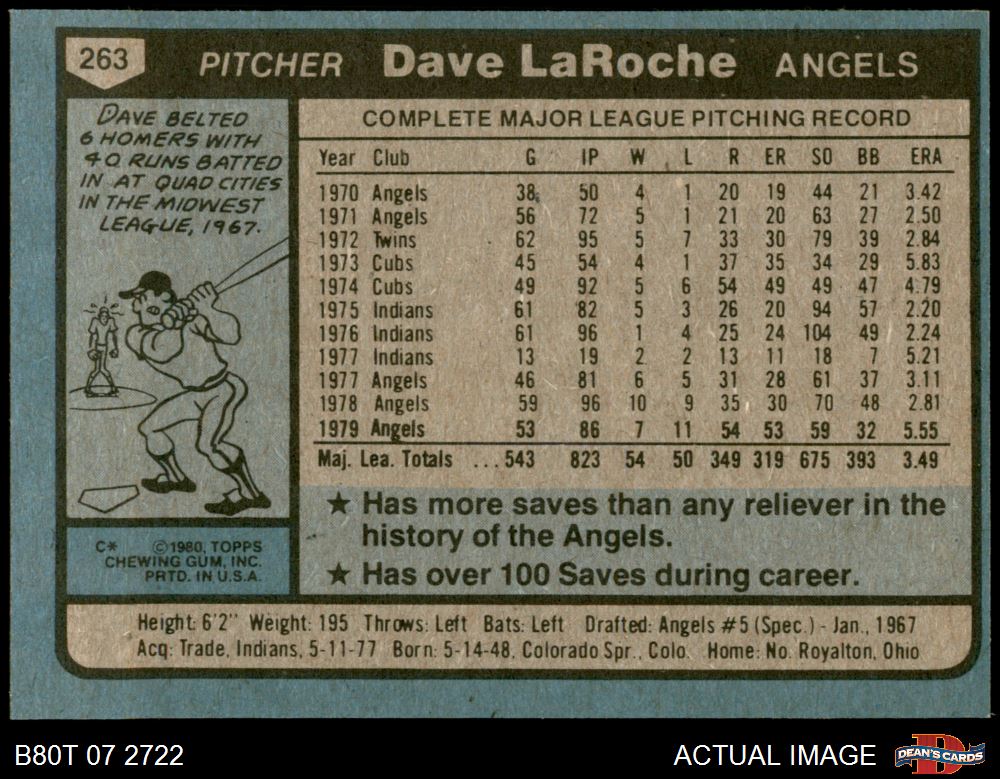 263 PITCHER Dave LaRoche ANGELS
DAVE BELTED
6 HOMERS WITH
40 RUNS BATTED
IN AT QUAD CITIES
IN THE MIDWEST
LEAGUE, 1967.
COMPLETE MAJOR LEAGUE PITCHING RECORD
Year Club G IP W L R ER SO BB ERA
1970 Angels 38 50 4 1 20 19 44 21 3.42
1971 Angels 56 72 5 1 21 20 63 27 2.50
1972 Twins 62 95 5 7 33 30 79 39 2.84
1973 Cubs 45 54 4 1 37 35 34 29 5.83
1974 Cubs 49 92 5 6 54 49 49 47 4.79
1975 Indians 61 82 5 3 26 20 94 57 2.20
1976 Indians 61 96 1 4 25 24 104 49 2.24
1977 Indians 13 19 2 2 13 11 18 7 5.21
1977 Angels 46 81 6 5 31 28 61 37 3.11
1978 Angels 59 96 10 9 35 30 70 48 2.81
1979 Angels 53 86 7 11 54 53 59 32 5.55
Maj. Lea. Totals ...543 823 54 50 349 319 675 393 3.49
★ Has more saves than any reliever in the
history of the Angels.
★ Has over 100 Saves during career.
C* ©1980, TOPPS
CHEWING GUM, INC.
PRTD. IN U.S.A.
Height: 6'2" Weight: 195 Throws: Left Bats: Left Drafted: Angels #5 (Spec.) - Jan., 1967
Acq: Trade, Indians, 5-11-77 Born: 5-14-48, Colorado Spr., Colo. Home: No. Royalton, Ohio
B80T 07 2722 ACTUAL IMAGE DEAN'S CARDS